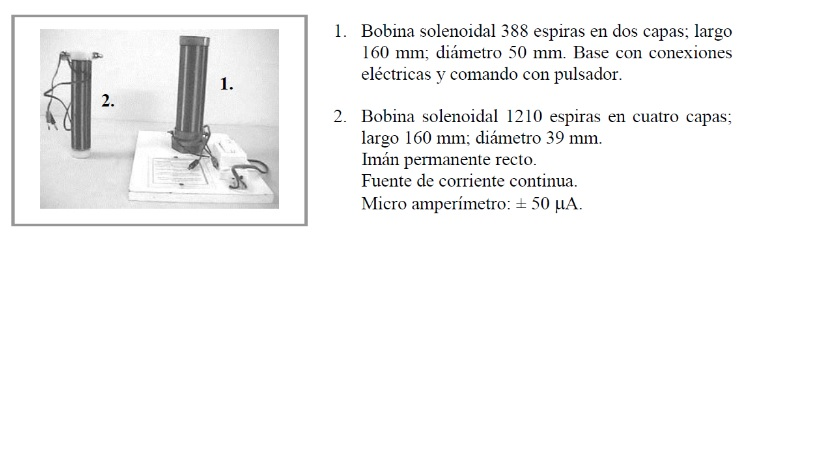 1.
2.
1. Bobina solenoidal 388 espiras en dos capas; largo
160 mm; diámetro 50 mm. Base con conexiones
eléctricas y comando con pulsador.
2. Bobina solenoidal 1210 espiras en cuatro capas;
largo 160 mm; diámetro 39 mm.
Imán permanente recto.
Fuente de corriente continua.
Micro amperímetro: ± 50 µA.